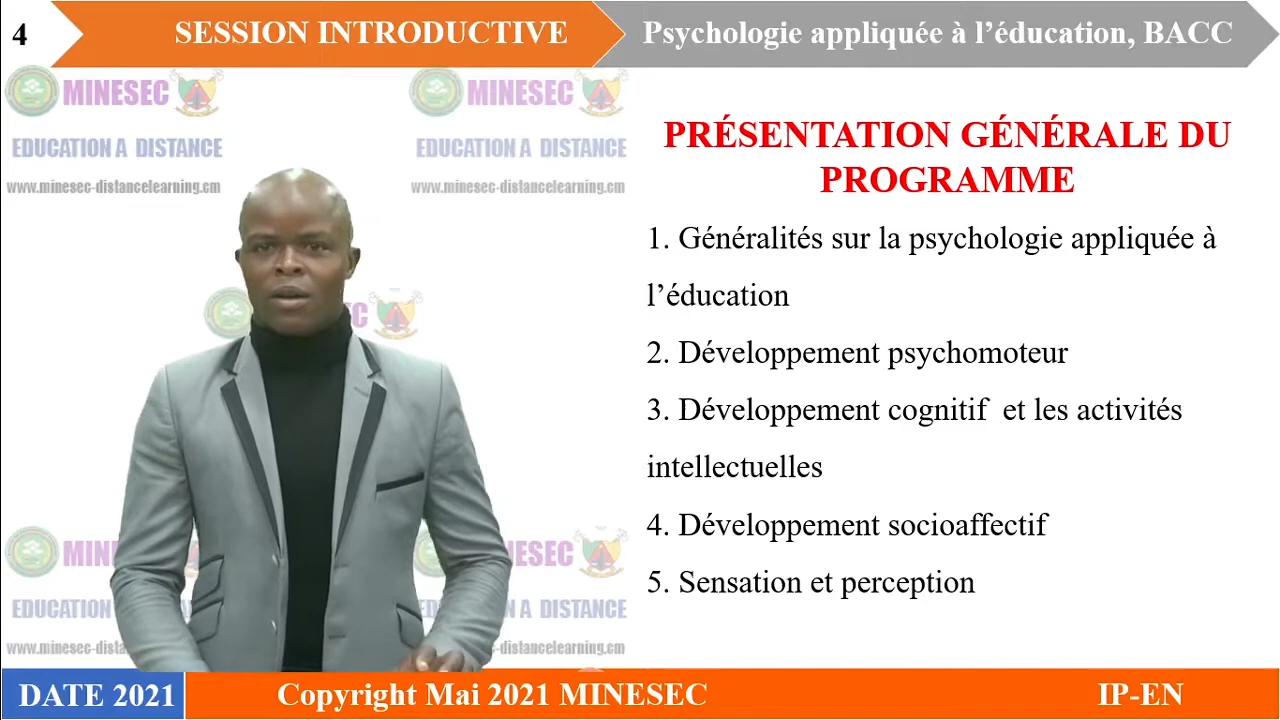 4
SESSION INTRODUCTIVE
Psychologie appliquée à l’éducation, BACC
MINESEC
MINESEC
EDUCATION A DISTANCE
EDUCATION A DISTANCE
www.minesec-distancelearning.cm
www.minesec-distancelearning.cm
PRÉSENTATION GÉNÉRALE DU
PROGRAMME
1. Généralités sur la psychologie appliquée à
l’éducation
2. Développement psychomoteur
3. Développement cognitif et les activités
intellectuelles
4. Développement socioaffectif
5. Sensation et perception
EDUCATION
A DISTANCE
DATE 2021
Copyright Mai 2021 MINESEC
IP-EN